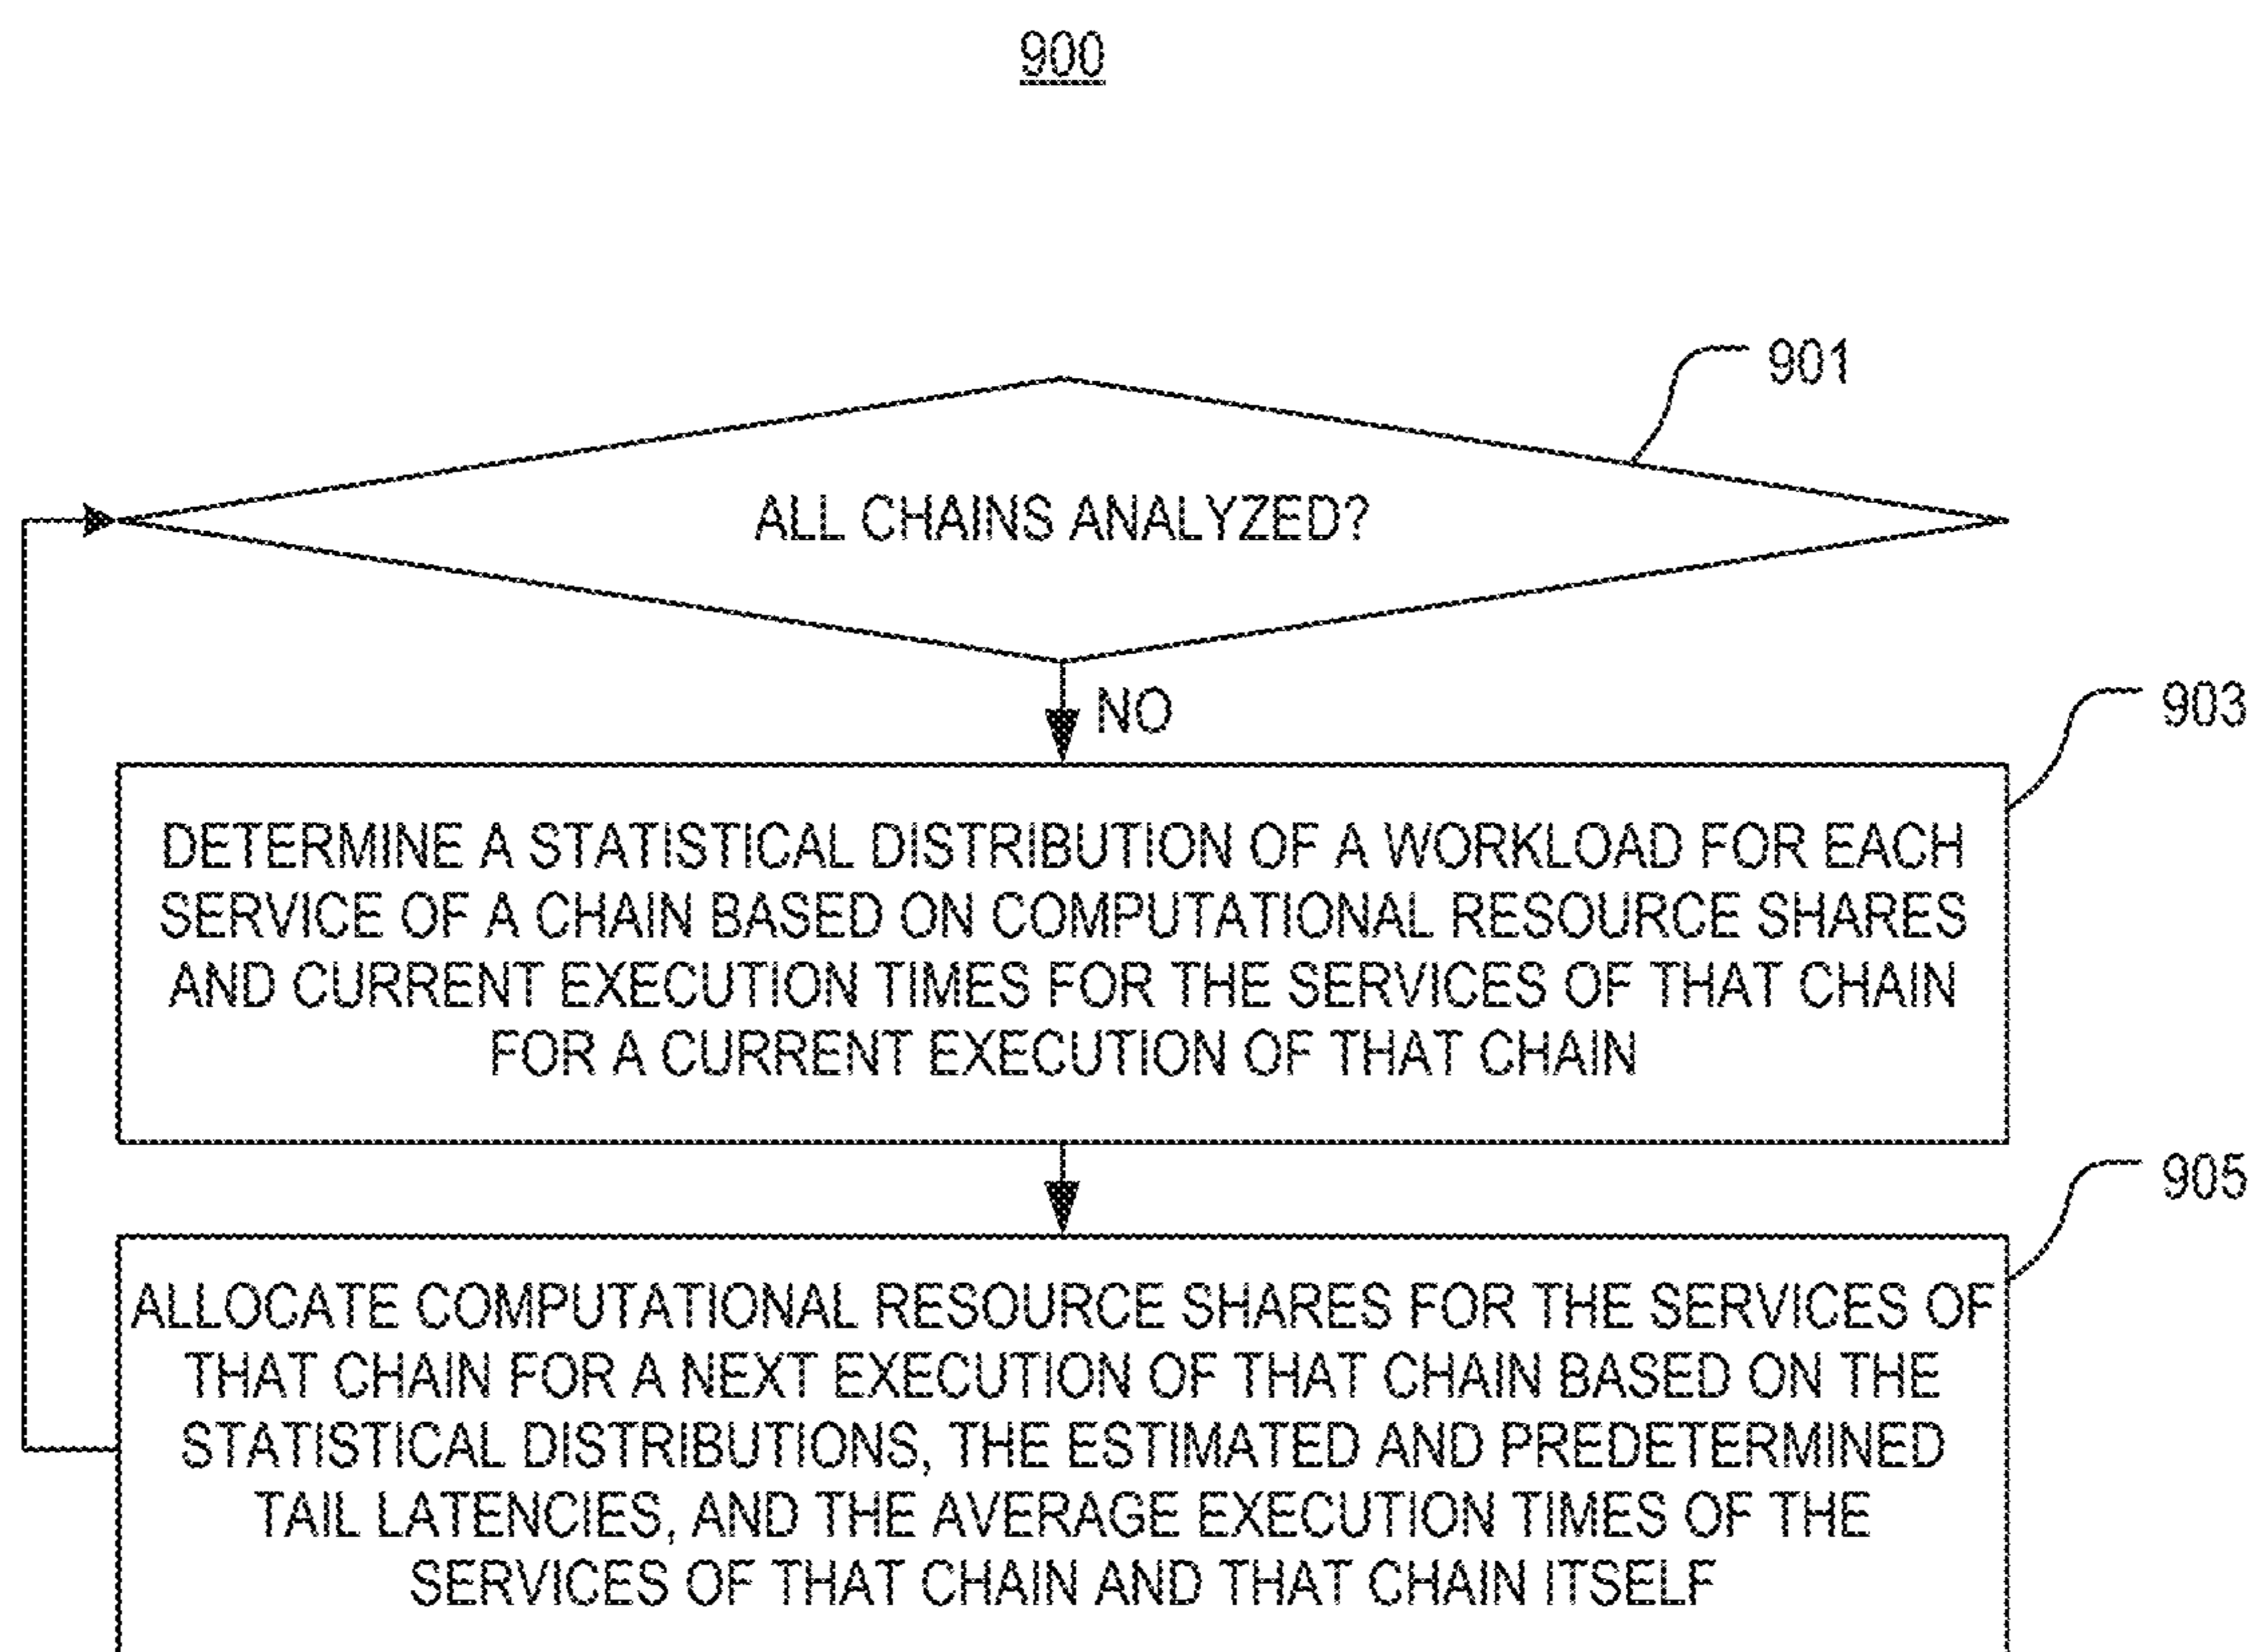 900
901
ALL CHAINS ANALYZED?
NO
903
DETERMINE A STATISTICAL DISTRIBUTION OF A WORKLOAD FOR EACH
SERVICE OF A CHAIN BASED ON COMPUTATIONAL RESOURCE SHARES
AND CURRENT EXECUTION TIMES FOR THE SERVICES OF THAT CHAIN
FOR A CURRENT EXECUTION OF THAT CHAIN
905
ALLOCATE COMPUTATIONAL RESOURCE SHARES FOR THE SERVICES OF
THAT CHAIN FOR A NEXT EXECUTION OF THAT CHAIN BASED ON THE
STATISTICAL DISTRIBUTIONS, THE ESTIMATED AND PREDETERMINED
TAIL LATENCIES, AND THE AVERAGE EXECUTION TIMES OF THE
SERVICES OF THAT CHAIN AND THAT CHAIN ITSELF